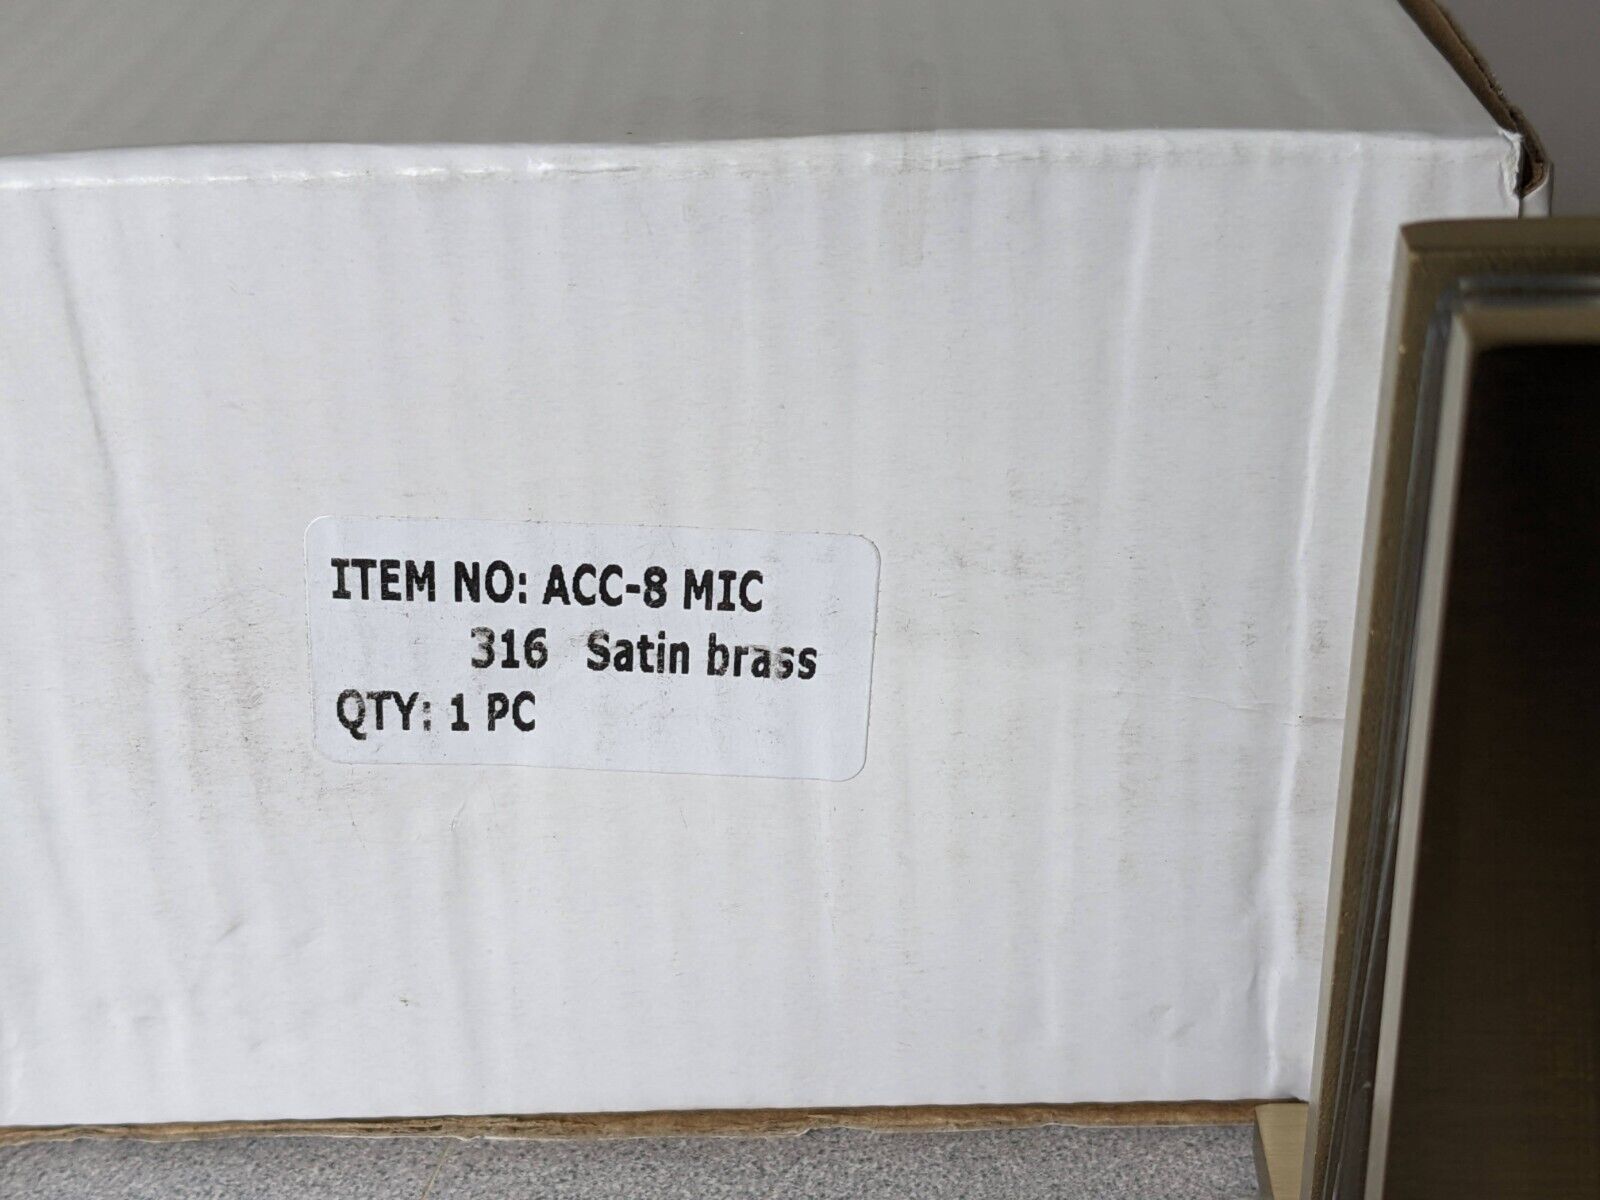 ITEM NO: ACC-8 MIC
316 Satin brass
QTY: 1 PC